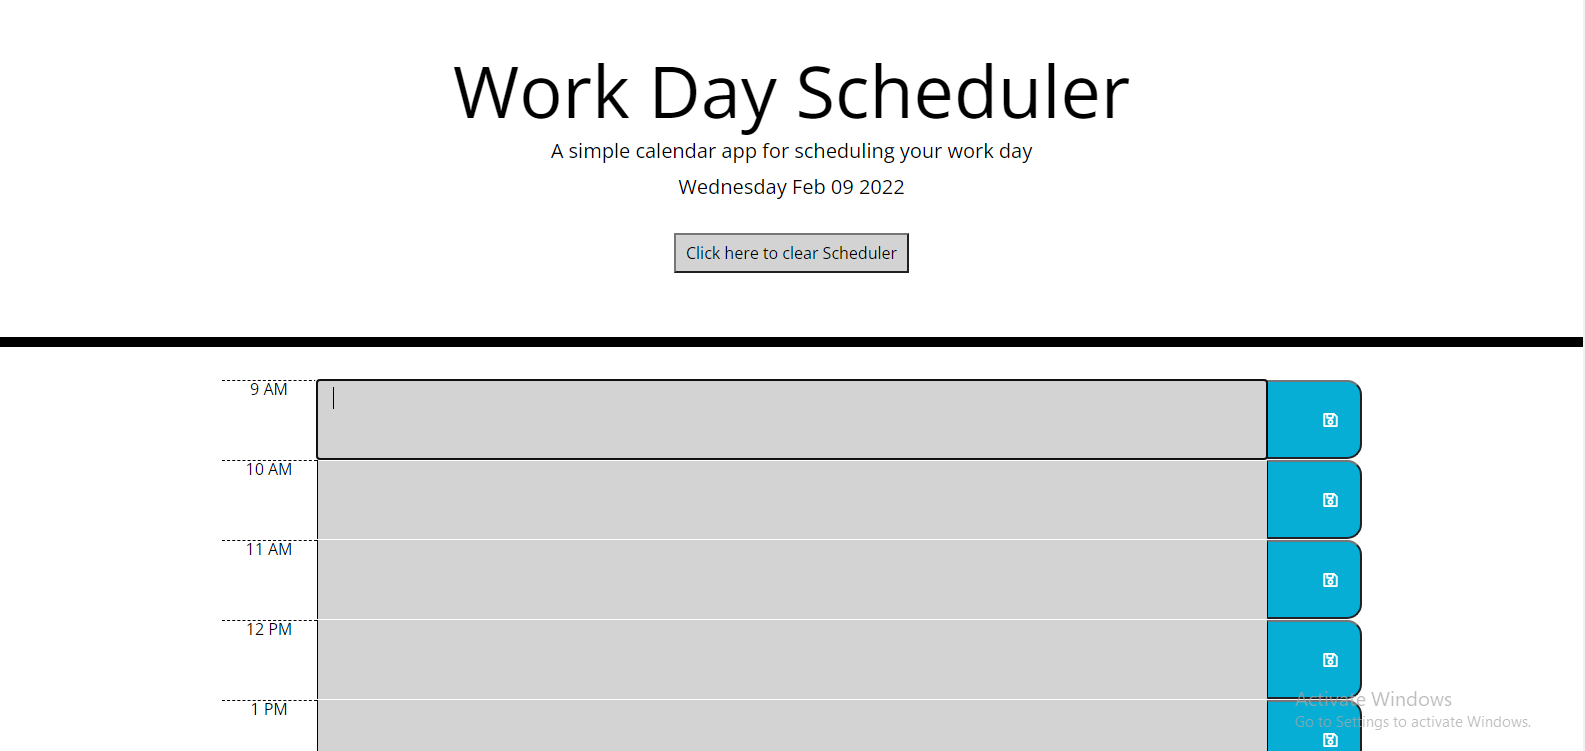 Work Day Scheduler
A simple calendar app for scheduling your work day
Wednesday Feb 09 2022
Click here to clear Scheduler
9 AM
10 AM
11 AM
12 PM
1 PM
Activate Windows
Go to Settings to activate Windows.